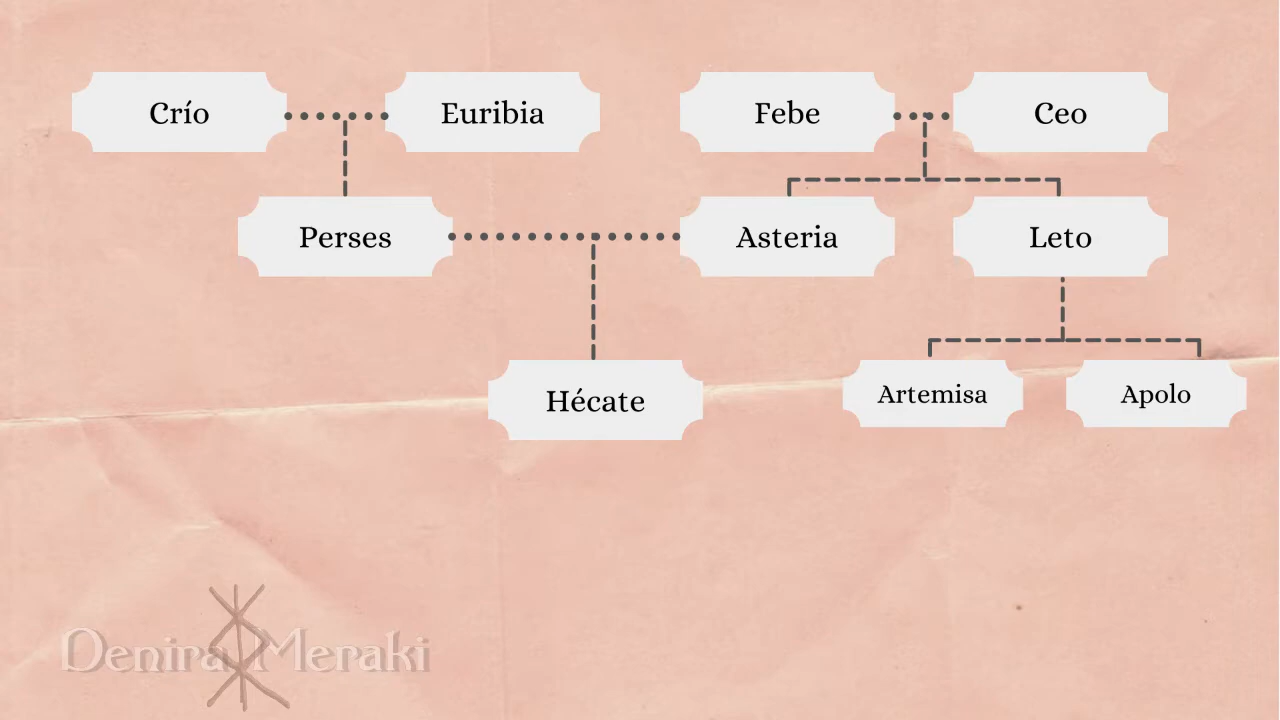 Crío
Euribia
Febe
Ceo
Perses
Asteria
Leto
Hécate
Artemisa
Apolo
Denira Meraki